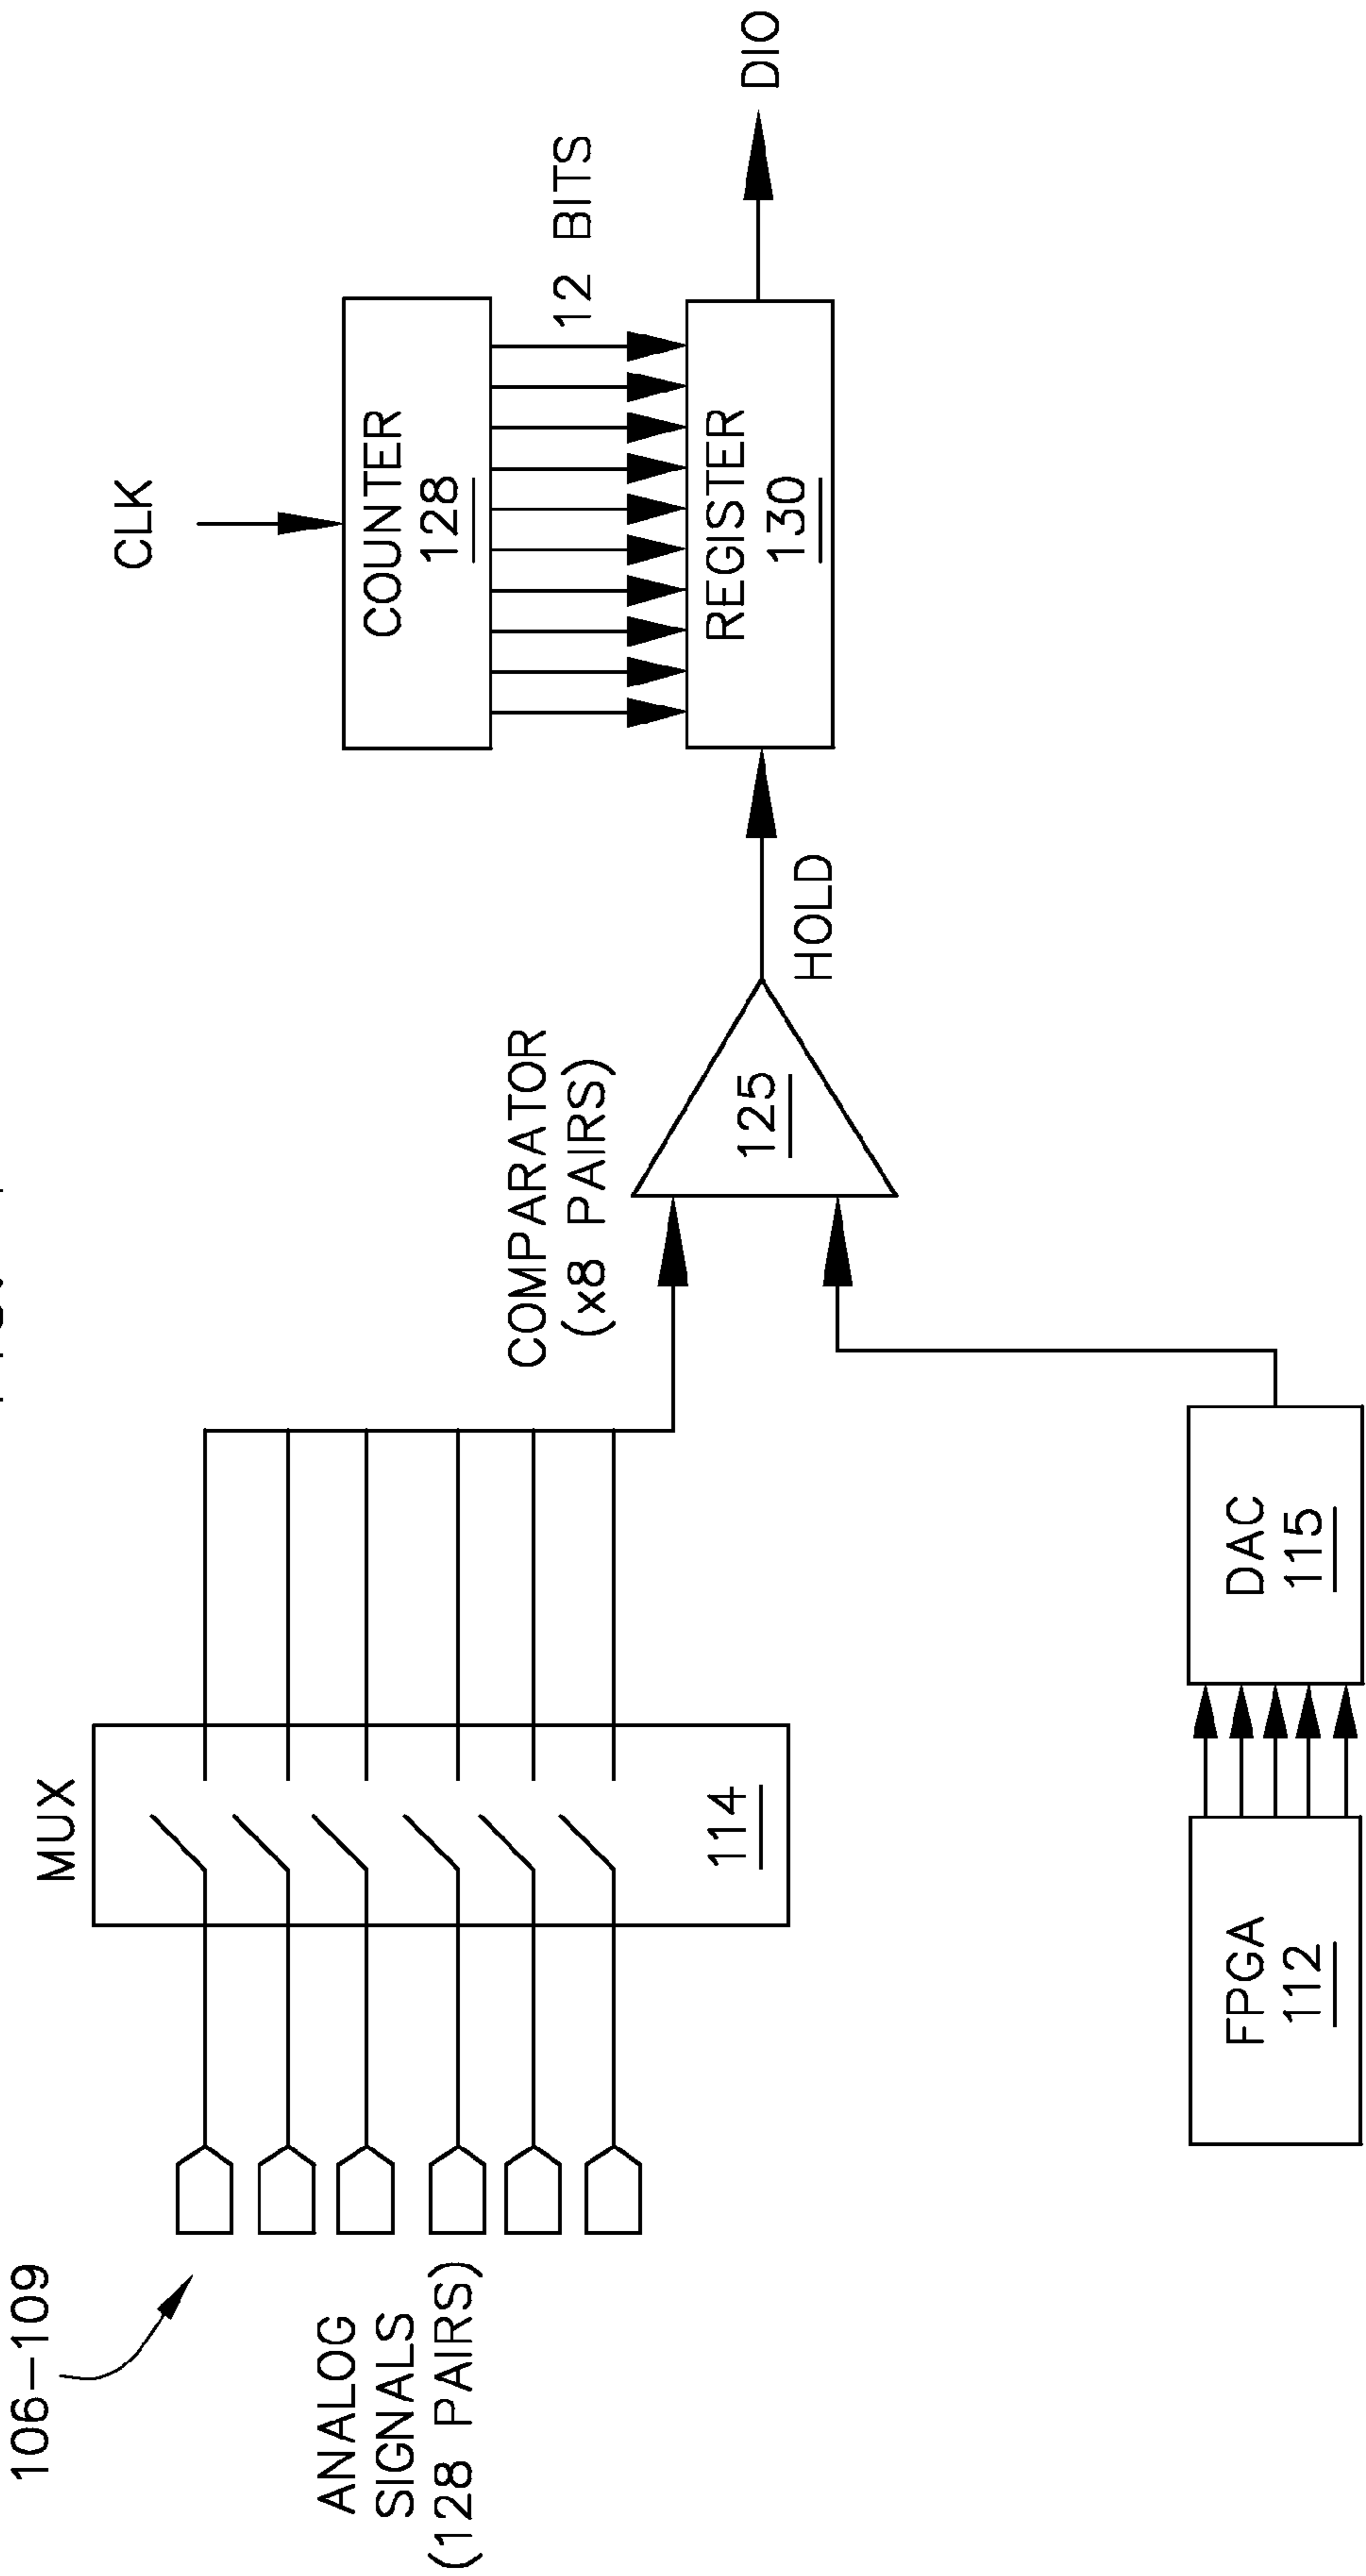 106–109
ANALOG
SIGNALS
(128 PAIRS)
MUX
114
COMPARATOR
(x8 PAIRS)
125
HOLD
CLK
COUNTER
128
12 BITS
REGISTER
130
DIO
FPGA
112
DAC
115